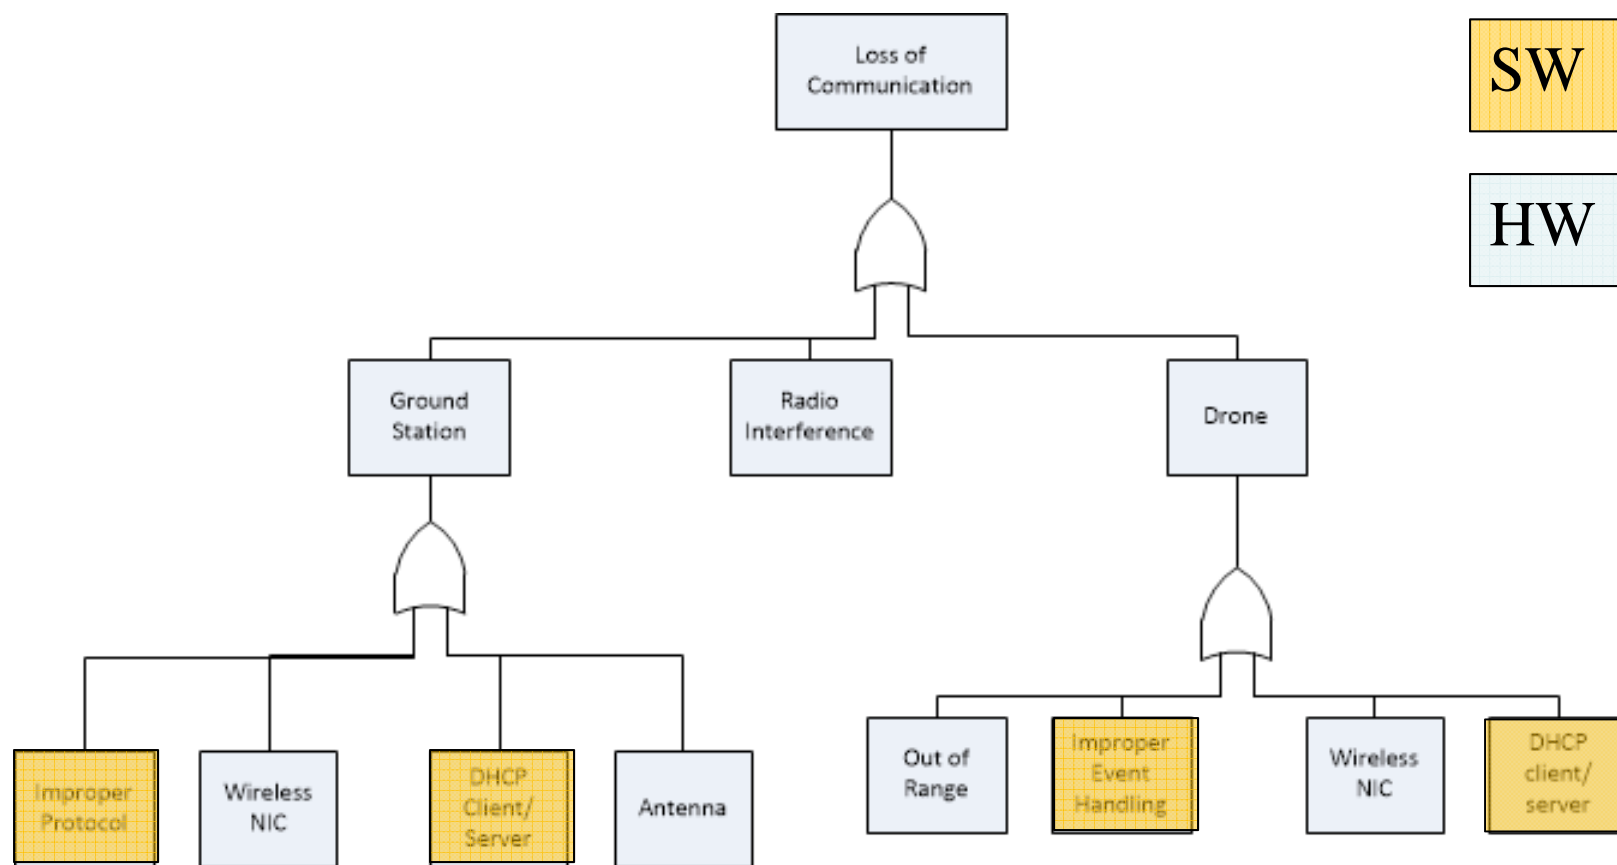 Loss of
Communication
SW
HW
Ground
Station
Radio
Interference
Drone
Improper
Protocol
Wireless
NIC
DHCP
Client/
Server
Antenna
Out of
Range
Improper
Event
Handling
Wireless
NIC
DHCP
client/
server